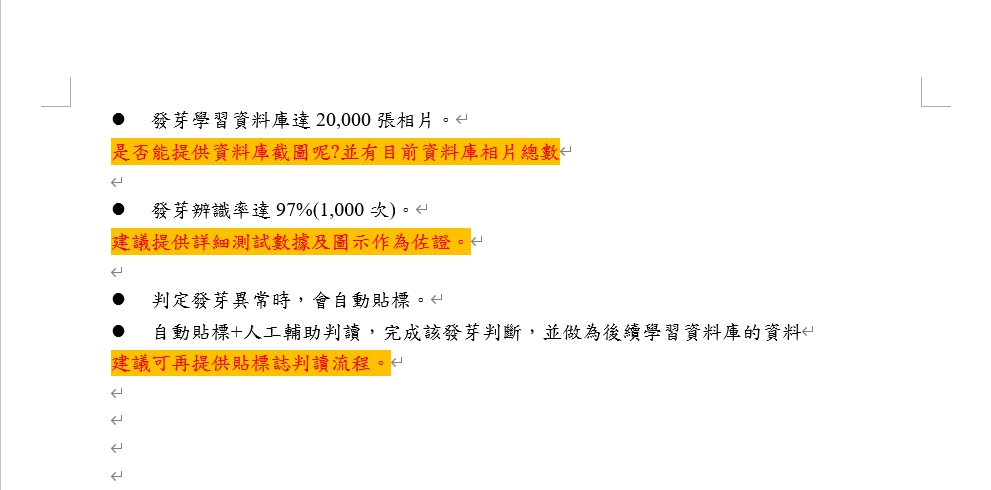 ● 發芽學習資料庫達 20,000 張相片。
是否能提供資料庫截圖呢?並有目前資料庫相片總數
● 發芽辨識率達 97%(1,000 次)。
建議提供詳細測試數據及圖示作為佐證。
● 判定發芽異常時，會自動貼標。
● 自動貼標+人工輔助判讀，完成該發芽判斷，並做為後續學習資料庫的資料
建議可再提供貼標誌判讀流程。